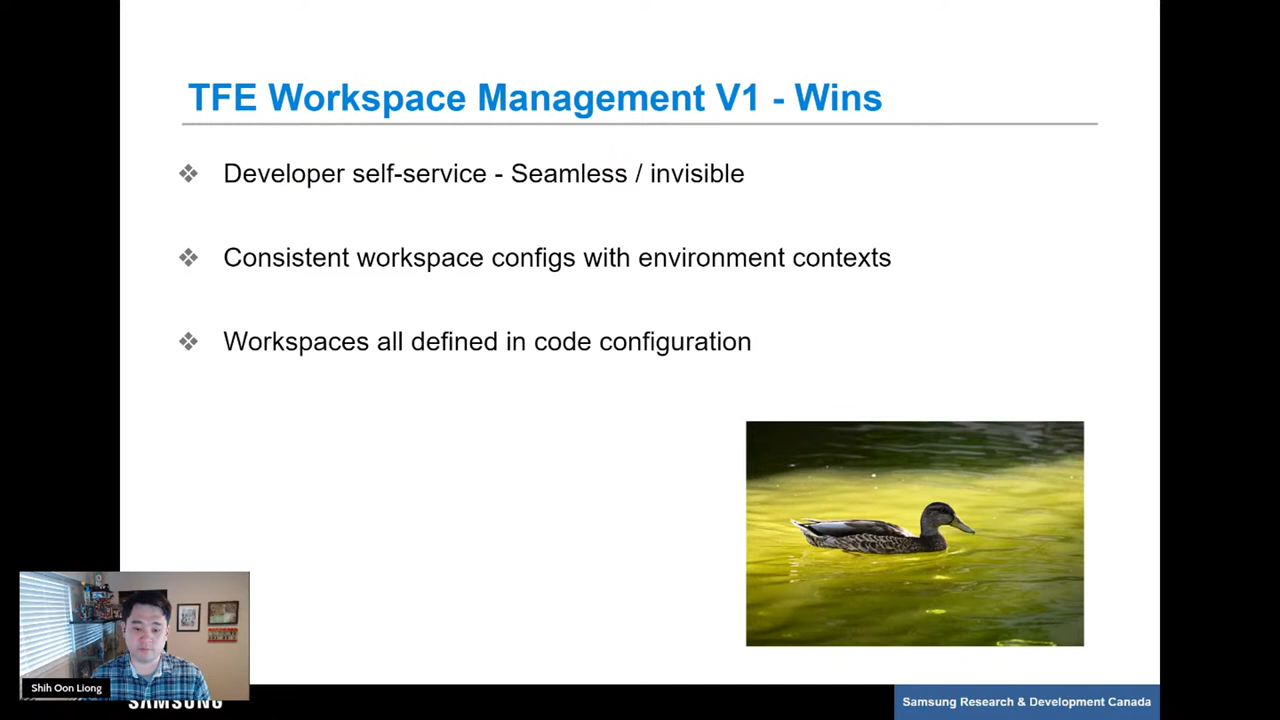 TFE Workspace Management V1 - Wins
Developer self-service - Seamless / invisible
Consistent workspace configs with environment contexts
Workspaces all defined in code configuration
Shih Oon Liong
SAMSUNG
Samsung Research & Development Canada